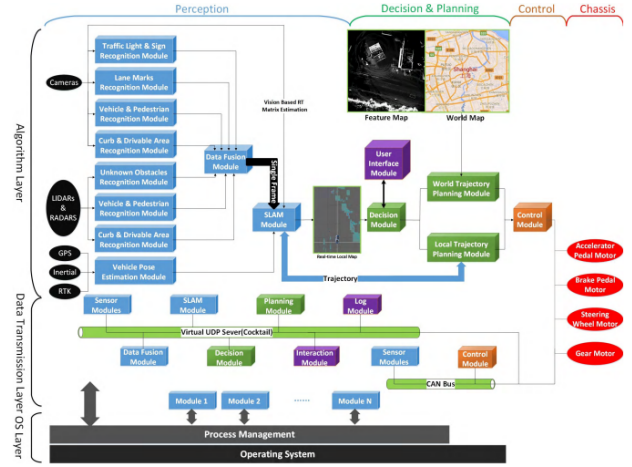 Perception
Decision & Planning
Control
Chassis
Algorithm Layer
Cameras
Traffic Light & Sign
Recognition Module
Lane Marks
Recognition Module
Vehicle & Pedestrian
Recognition Module
Curb & Drivable Area
Recognition Module
LIDARs
&
RADARS
Unknown Obstacles
Recognition Module
Vehicle & Pedestrian
Recognition Module
Curb & Drivable Area
Recognition Module
GPS
Inertial
RTK
Vehicle Pose
Estimation Module
Data Fusion
Module
Single Frame
Vision Based RT
Matrix Estimation
SLAM
Module
Real-time Local Map
Trajectory
Feature Map
World Map
Shanghai
User
Interface
Module
Decision
Module
World Trajectory
Planning Module
Local Trajectory
Planning Module
Control
Module
Accelerator
Pedal Motor
Brake Pedal
Motor
Steering
Wheel Motor
Gear Motor
Data Transmission Layer
Sensor
Modules
SLAM
Module
Planning
Module
Log
Module
Virtual UDP Sever(Cocktail)
Data Fusion
Module
Decision
Module
Interaction
Module
Sensor
Modules
Control
Module
CAN Bus
OS Layer
Module 1
Module 2
......
Module N
Process Management
Operating System